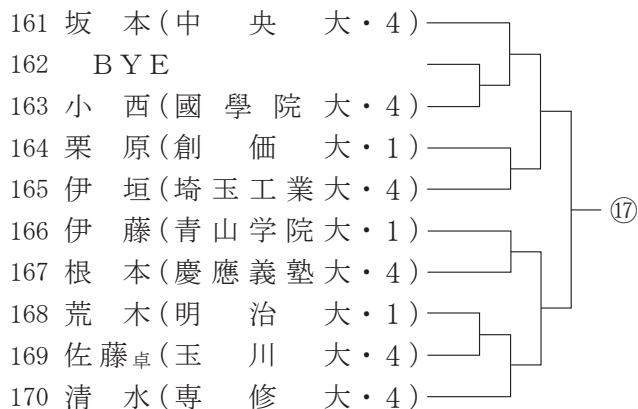 161 坂本(中央大・4)
162 BYE
163 小西(國學院大・4)
164 栗原(創価大・1)
165 伊垣(埼玉工業大・4)
166 伊藤(青山学院大・1)
167 根本(慶應義塾大・4)
168 荒木(明治大・1)
169 佐藤卓(玉川大・4)
170 清水(専修大・4)
⑰